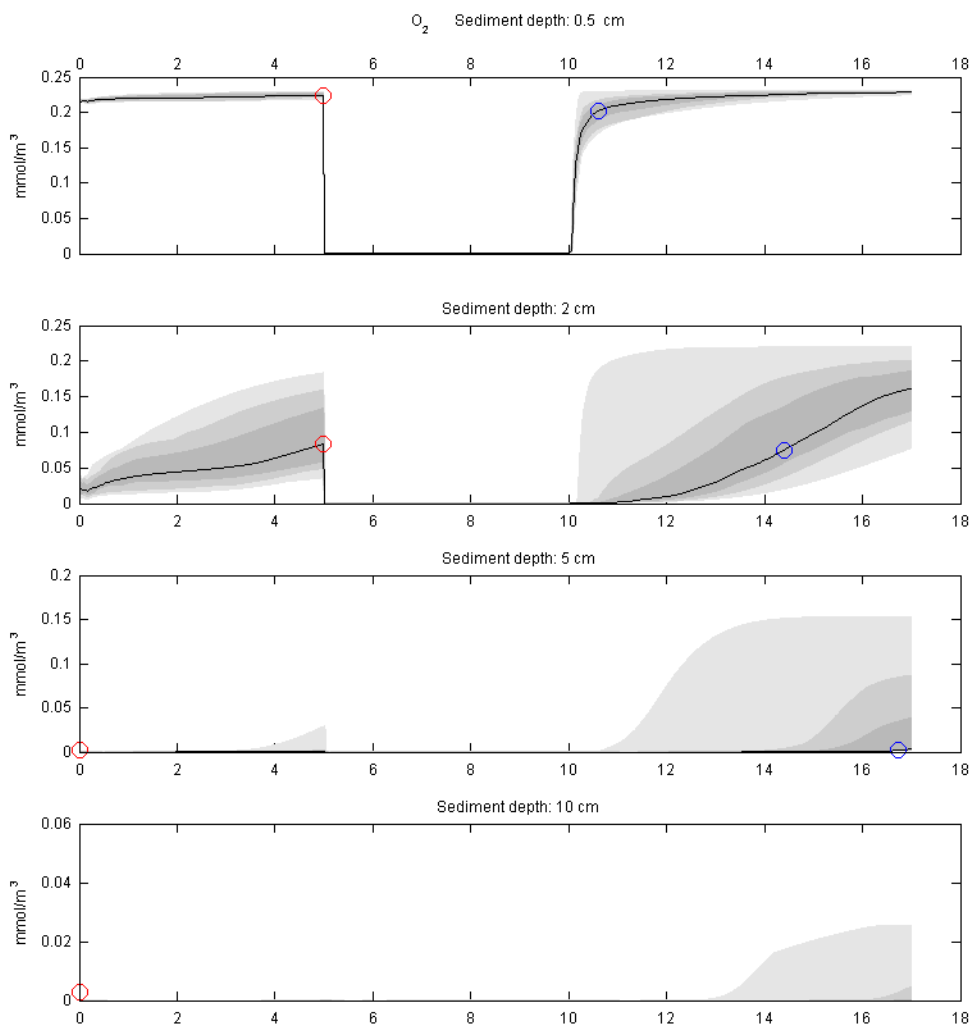 O2 Sediment depth: 0.5 cm
0 2 4 6 8 10 12 14 16 18
0.25
0.2
0.15
0.1
0.05
0
mmol/m3
Sediment depth: 2 cm
0.25
0.2
0.15
0.1
0.05
0
mmol/m3
0 2 4 6 8 10 12 14 16 18
Sediment depth: 5 cm
0.2
0.15
0.1
0.05
0
mmol/m3
0 2 4 6 8 10 12 14 16 18
Sediment depth: 10 cm
0.06
0.04
0.02
0
mmol/m3
0 2 4 6 8 10 12 14 16 18